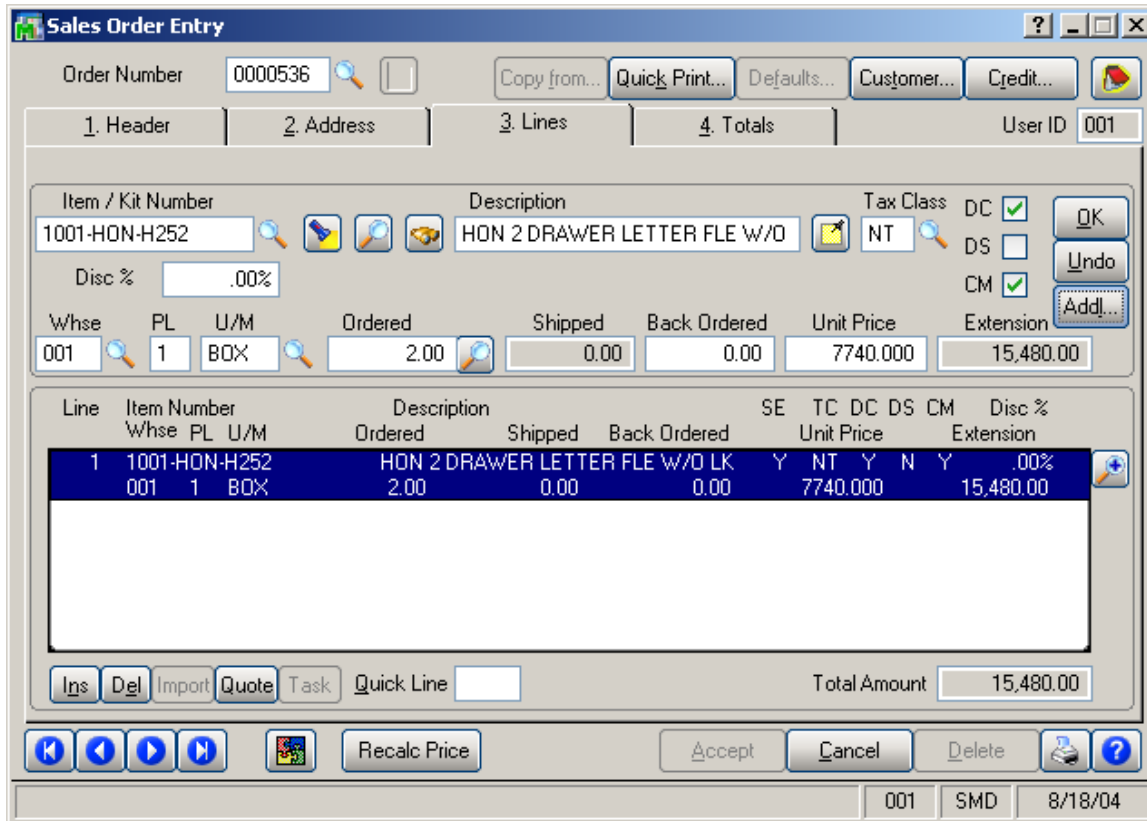 Sales Order Entry
Order Number 0000536 Copy from... Quick Print... Defaults... Customer... Credit...
1. Header 2. Address 3. Lines 4. Totals User ID 001
Item / Kit Number Description Tax Class DC OK
1001-HON-H252 HON 2 DRAWER LETTER FLE W/O NT DS Undo
Disc % .00% CM Addl...
Whse PL U/M Ordered Shipped Back Ordered Unit Price Extension
001 1 BOX 2.00 0.00 0.00 7740.000 15,480.00
Line Item Number Description SE TC DC DS CM Disc %
Whse PL U/M Ordered Shipped Back Ordered Unit Price Extension
1 1001-HON-H252 HON 2 DRAWER LETTER FLE W/O LK Y NT Y N Y .00%
001 1 BOX 2.00 0.00 0.00 7740.000 15,480.00
Ins Del Import Quote Task Quick Line Total Amount 15,480.00
Recalc Price Accept Cancel Delete
001 SMD 8/18/04